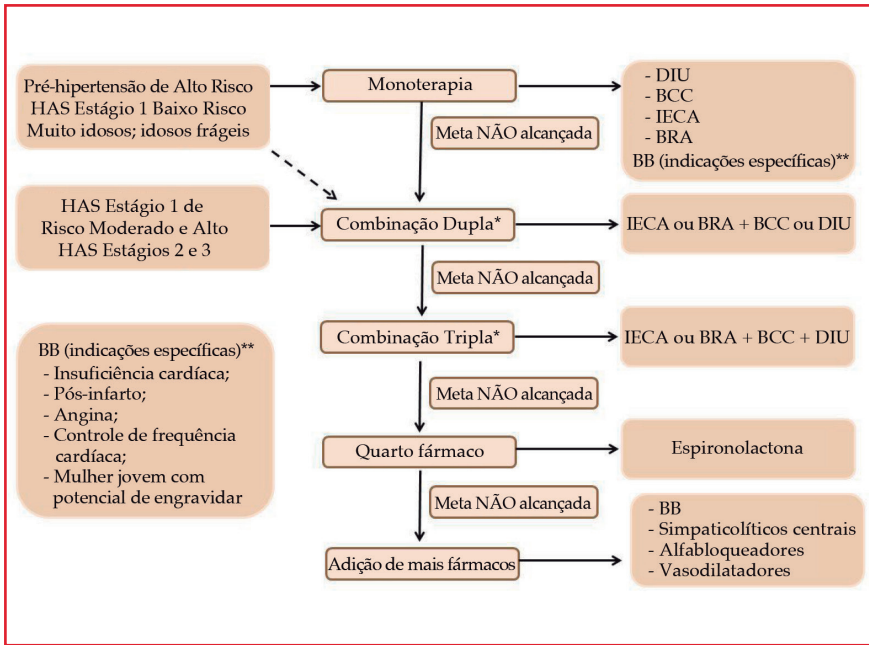 Pré-hipertensão de Alto Risco
HAS Estágio 1 Baixo Risco
Muito idosos; idosos frágeis
Monoterapia
- DIU
- BCC
- IECA
- BRA
BB (indicações específicas)**
Meta NÃO alcançada
HAS Estágio 1 de
Risco Moderado e Alto
HAS Estágios 2 e 3
Combinação Dupla*
IECA ou BRA + BCC ou DIU
Meta NÃO alcançada
Combinação Tripla*
IECA ou BRA + BCC + DIU
BB (indicações específicas)**
- Insuficiência cardíaca;
- Pós-infarto;
- Angina;
- Controle de frequência
cardíaca;
- Mulher jovem com
potencial de engravidar
Meta NÃO alcançada
Quarto fármaco
Espironolactona
Meta NÃO alcançada
Adição de mais fármacos
- BB
- Simpaticolíticos centrais
- Alfabloqueadores
- Vasodilatadores